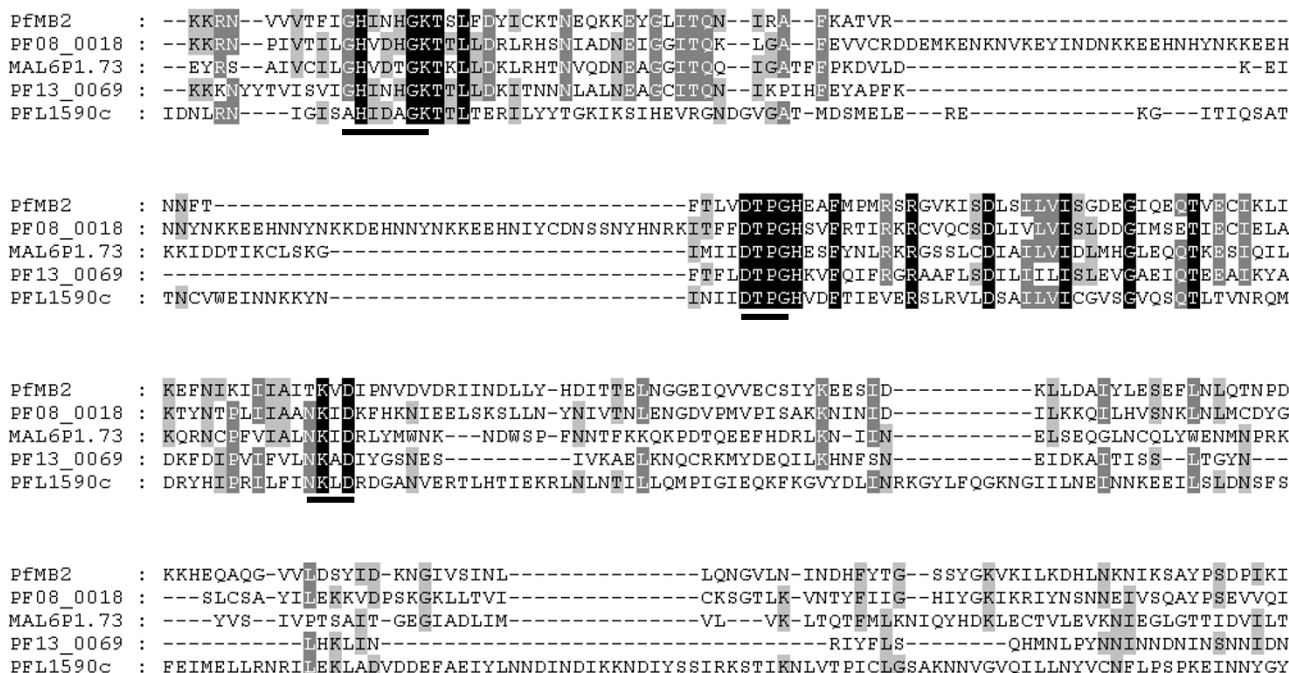 PfMB2 : --KKRN--VVVTFIGHINHGKTSLFDYICKTNEQKKEYGLITQN--IRA--FKATVR---------------------------------
PF08_0018 : --KKRN--PIVTILGHVDHGKTTLLDRLRHSNIADNEIGGITQK--LGA--FEVVCRDDEMKENKNVKEYINDNKKEEHNHYNKKEEH
MAL6P1.73 : --EYRS--AIVCILGHVDTGKTKLLDKLRHTNVQDNEAGGITQQ--IGATFFPKDVLD----------------------------K-EI
PF13_0069 : --KKKNYYTVISVIGHINHGKTTLLDKITNNNLALNEAGCITQN--IKPIHFEYAPFK---------------------------------
PFL1590c : IDNLRN----IGISAHIDAGKTTLTERILYYTGKIKSIHEVRGNDGVGAT-MDSMELE---RE-------------KG---ITIQSAT
PfMB2 : NNFT----------------------------------------FTLVDTPGHEAFMPMRSRGVKISDLSILVISGDEGIQEQTVECIKLI
PF08_0018 : NNYNKKEEHNNYNKKDEHNNYNKKEEHNIYCDNSSNYHNRKITFFDTPGHSVFRTIRKRCVQCSDLIVLVISLDDGIMSETIECIELA
MAL6P1.73 : KKIDDTIKCLSKG------------------------------IMIIDTPGHESFYNLRKRGSSLCDIAILVIDLMHGLEQQTKESIQIL
PF13_0069 : --------------------------------------------FTFLDTPGHKVFQIFRGRAAFLSDILILILISLEVGAEIQTEEAIKYA
PFL1590c : TNCVWEINNKKYN------------------------------INIIDTPGHVDFTIEVERSLRVLDSAILVICGVSGVQSQTLTVNRQM
PfMB2 : KEFNIKIIIAITKVDIPNVDVDRIINDLLY-HDITTELNGGEIQVVECSIYKEESID-----------KLLDAIYLESEFLNLQTNPD
PF08_0018 : KTYNTPLIIAANKIDKFHKNIEELSKSLLN-YNIVTNLENGDVPMVPISAKKNINID-----------ILKKQILHVSNKLNLMCDYG
MAL6P1.73 : KQRNCPFVIALNKIDRLYMWNK---NDWSP-FNNTFKKQKPDTQEEFHDRLKN-IIN-----------ELSEQGLNCQLYWENMNPRK
PF13_0069 : DKFDIPVIFVLNKADIYGSNES--------IVKAELKNQCRKMYDEQILKHNFSN------------EIDKAITISS--LTGYN---
PFL1590c : DRYHIPRILFINKLDRDGANVERTLHTIEKRLNLNTILLQMPIGIEQKFKGVYDLINRKGYLFQGKNGIILNEINNKEEILSLDNSFS
PfMB2 : KKHEQAQG-VVLDSYID-KNGIVSINL----------------LQNGVLN-INDHFYTG--SSYGKVKILKDHLNKNIKSAYPSDPIKI
PF08_0018 : ---SLCSA-YILEKKVDPSKGKLLTVI----------------CKSGTLK-VNTYFIIG--HIYGKIKRIYNSNNEIVSQAYPSEVVQI
MAL6P1.73 : --YVS-IVPTSAIT-GEGIADLIM----------------VL--VK-LTQTFMLKNIQYHDKLECTVLEVKNIEGLGTTIDVILT
PF13_0069 : ------------LHKLIN------------------------------RIYFLS-----QHMNLPYNNINNDNINSNNIDN
PFL1590c : FEIMELLRNRILEKLADVDDEFAEIYLNNDINDIKKNDIYSSIRKSTIKNLVTPICLGSAKNNVGVQILLNYVCNFLPSPKEINNYGY